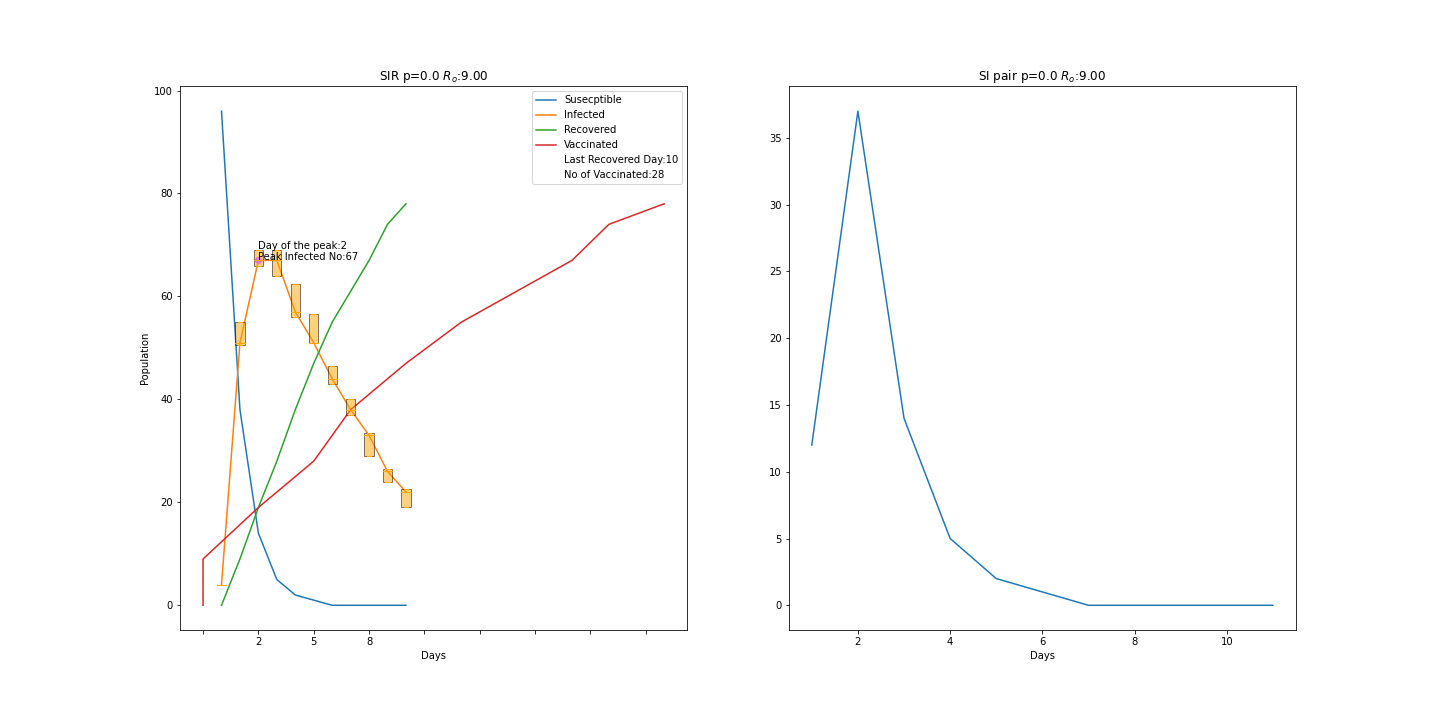 SIR p=0.0 Ro:9.00
100
80
60
40
20
0
Population
Susecptible
Infected
Recovered
Vaccinated
Last Recovered Day:10
No of Vaccinated:28
Day of the peak:2
Peak Infected No:67
2 5 8
Days
SI pair p=0.0 Ro:9.00
35
30
25
20
15
10
5
0
2 4 6 8 10
Days